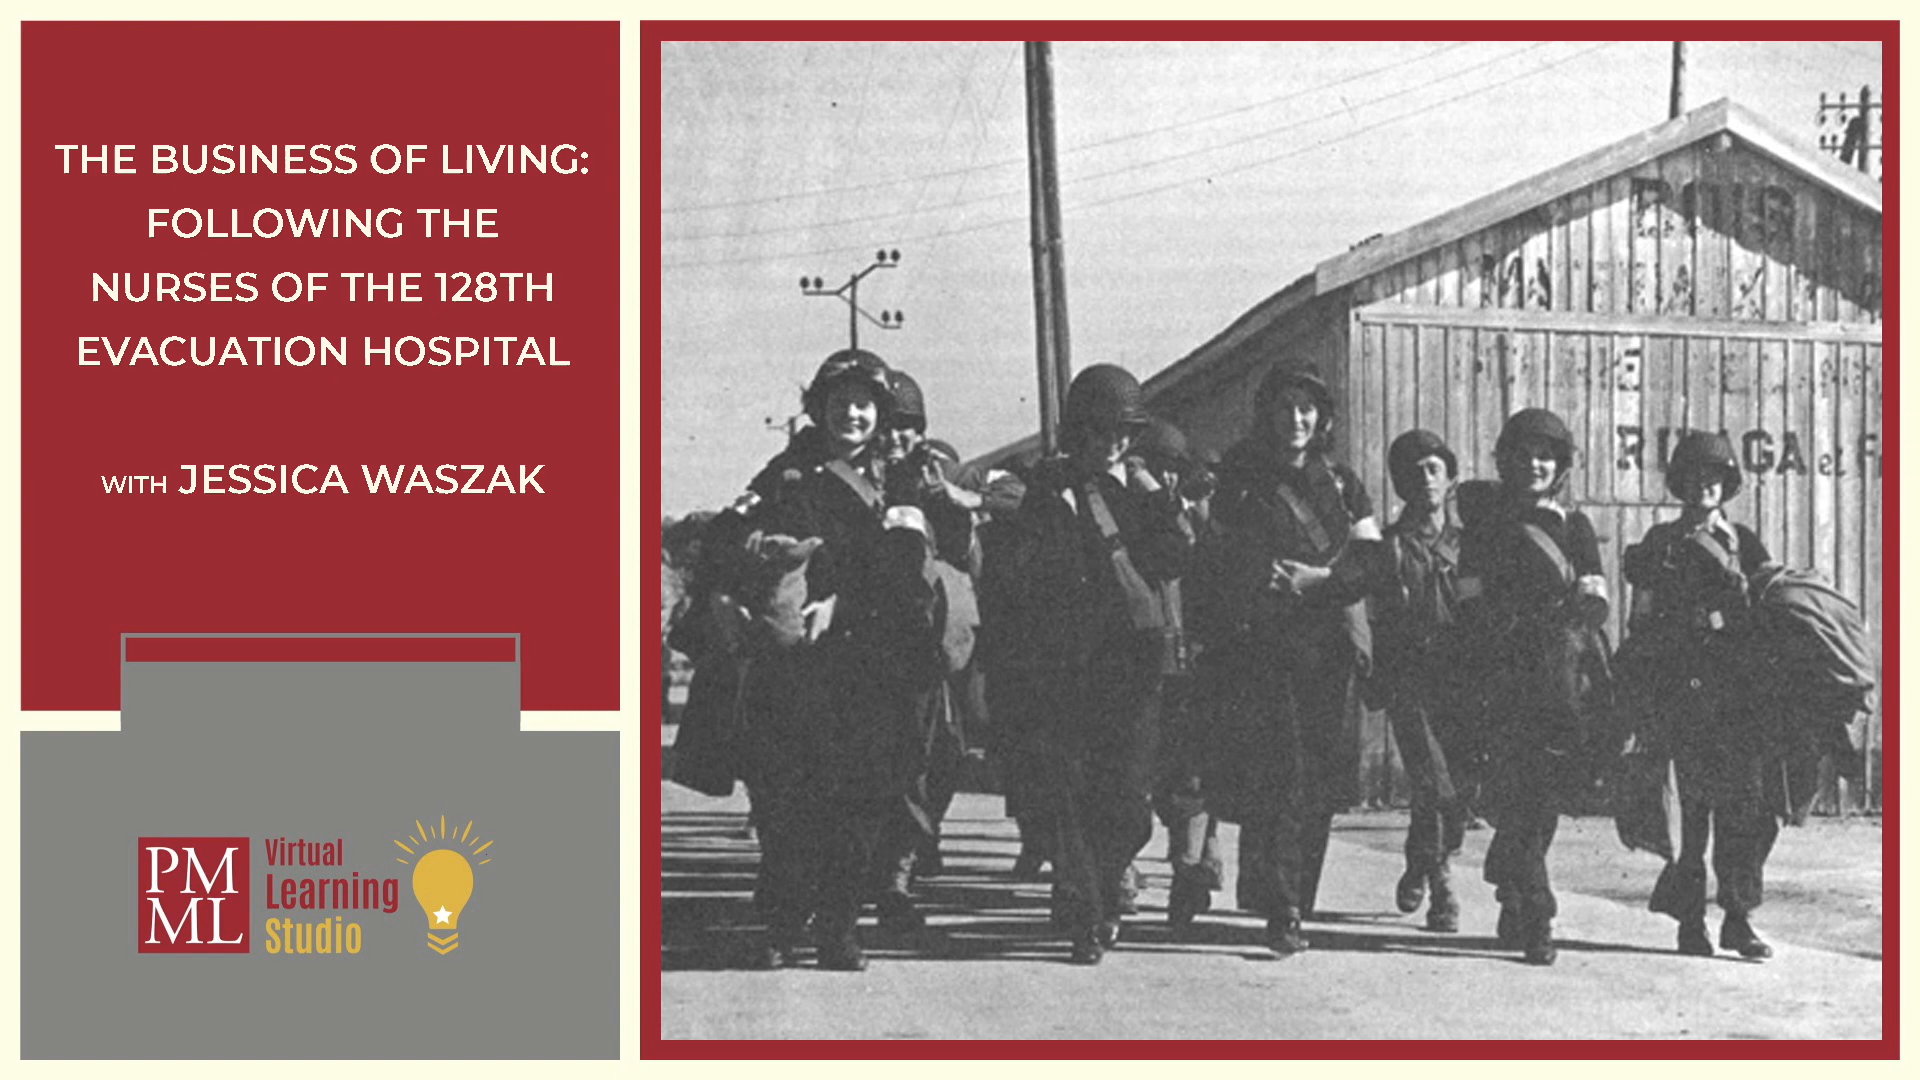 THE BUSINESS OF LIVING:
FOLLOWING THE
NURSES OF THE 128TH
EVACUATION HOSPITAL
WITH JESSICA WASZAK
PM
ML
Virtual
Learning
Studio